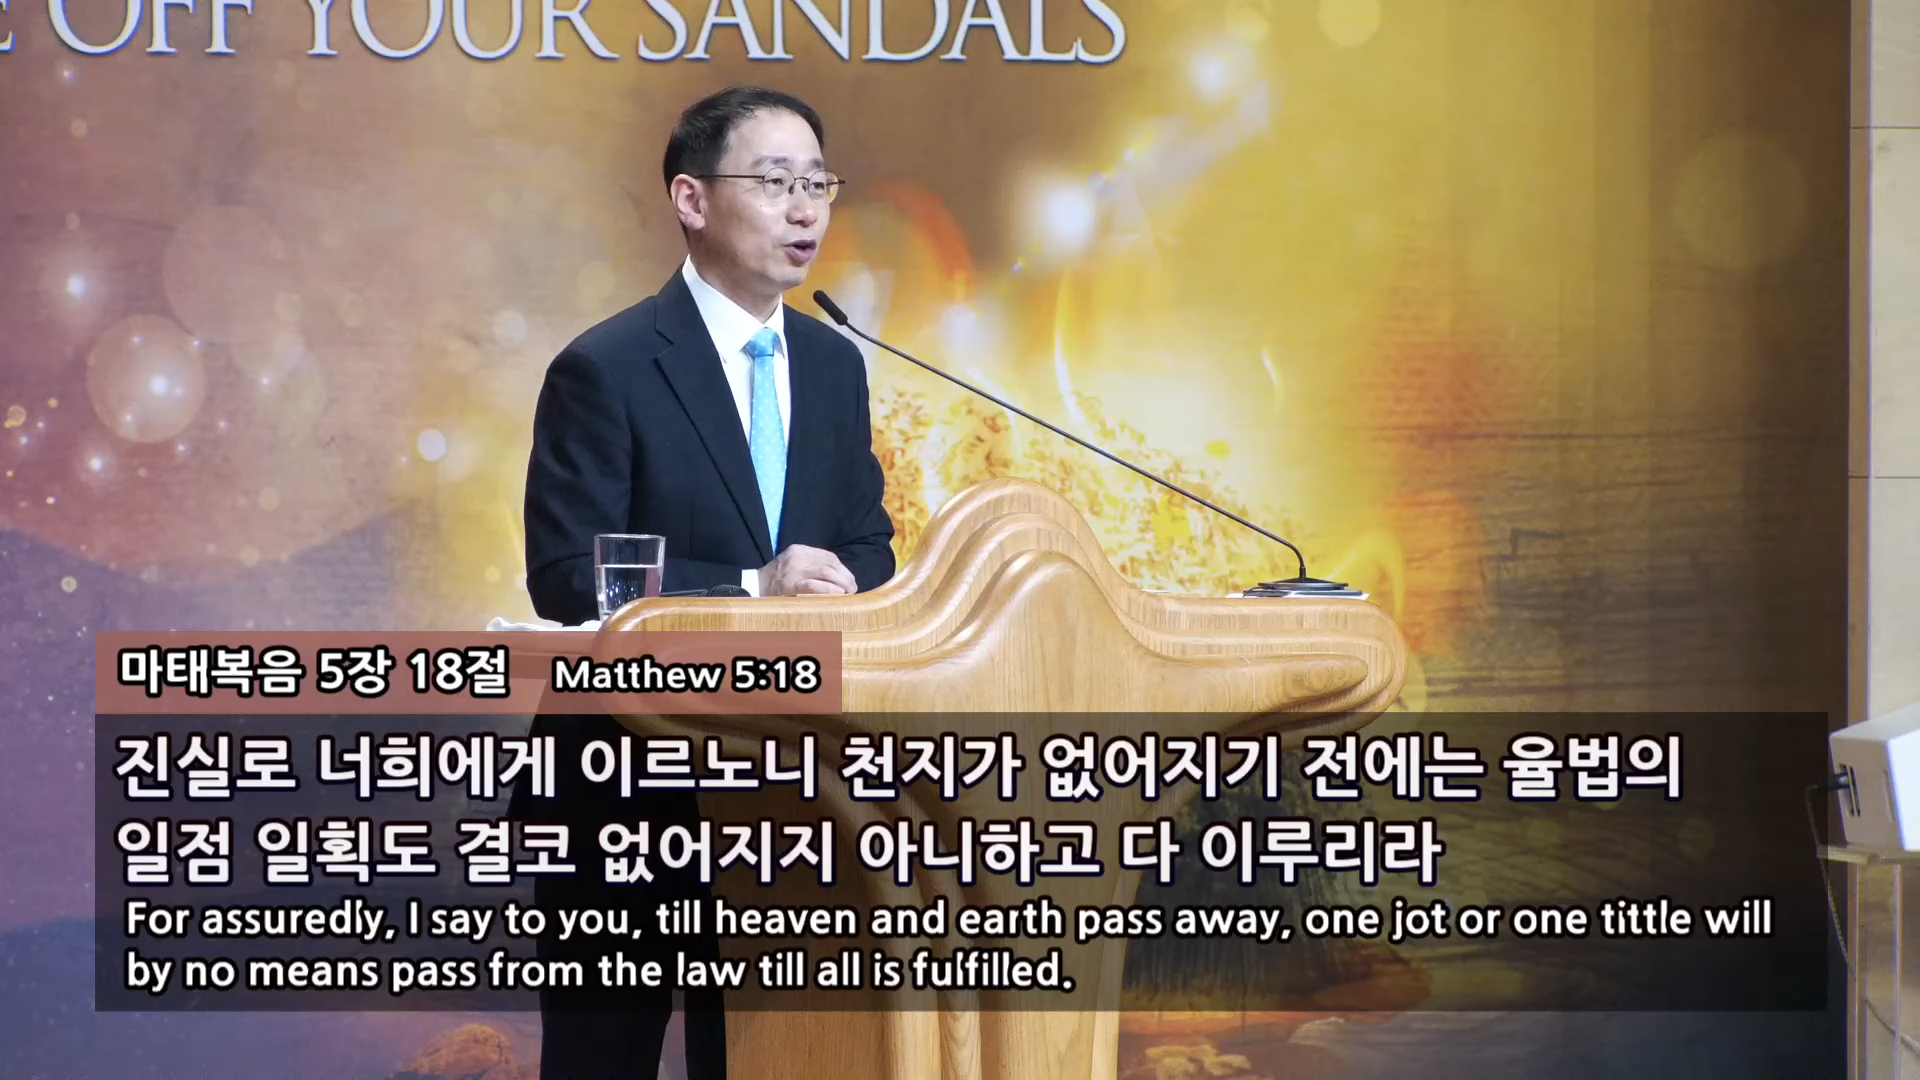 OFF YOUR SANDALS
마태복음 5장 18절 Matthew 5:18
진실로 너희에게 이르노니 천지가 없어지기 전에는 율법의
일점 일획도 결코 없어지지 아니하고 다 이루리라
For assuredly, I say to you, till heaven and earth pass away, one jot or one tittle will
by no means pass from the law till all is fulfilled.